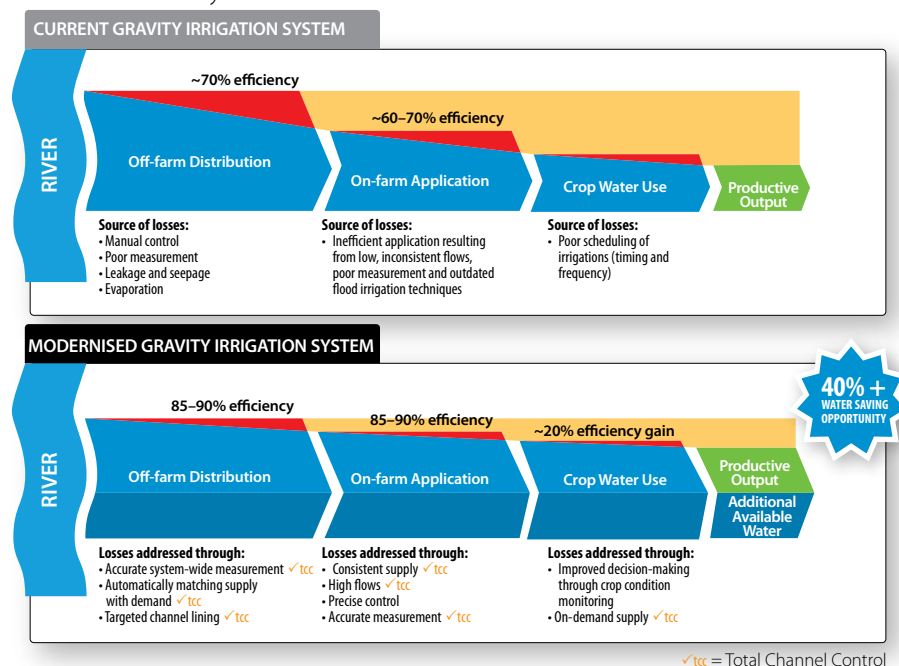 CURRENT GRAVITY IRRIGATION SYSTEM
RIVER
~70% efficiency
~60–70% efficiency
Off-farm Distribution
On-farm Application
Crop Water Use
Productive
Output
Source of losses:
• Manual control
• Poor measurement
• Leakage and seepage
• Evaporation
Source of losses:
• Inefficient application resulting
from low, inconsistent flows,
poor measurement and outdated
flood irrigation techniques
Source of losses:
• Poor scheduling of
irrigations (timing and
frequency)
MODERNISED GRAVITY IRRIGATION SYSTEM
RIVER
85–90% efficiency
85–90% efficiency
~20% efficiency gain
40% +
WATER SAVING
OPPORTUNITY
Off-farm Distribution
On-farm Application
Crop Water Use
Productive
Output
Additional
Available
Water
Losses addressed through:
• Accurate system-wide measurement ✓tcc
• Automatically matching supply
with demand ✓tcc
• Targeted channel lining ✓tcc
Losses addressed through:
• Consistent supply ✓tcc
• High flows ✓tcc
• Precise control
• Accurate measurement ✓tcc
Losses addressed through:
• Improved decision-making
through crop condition
monitoring
• On-demand supply ✓tcc
✓tcc = Total Channel Control